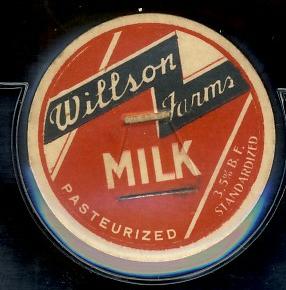 Willson
Farms
MILK
PASTEURIZED
3.5% B.F.
STANDARDIZED